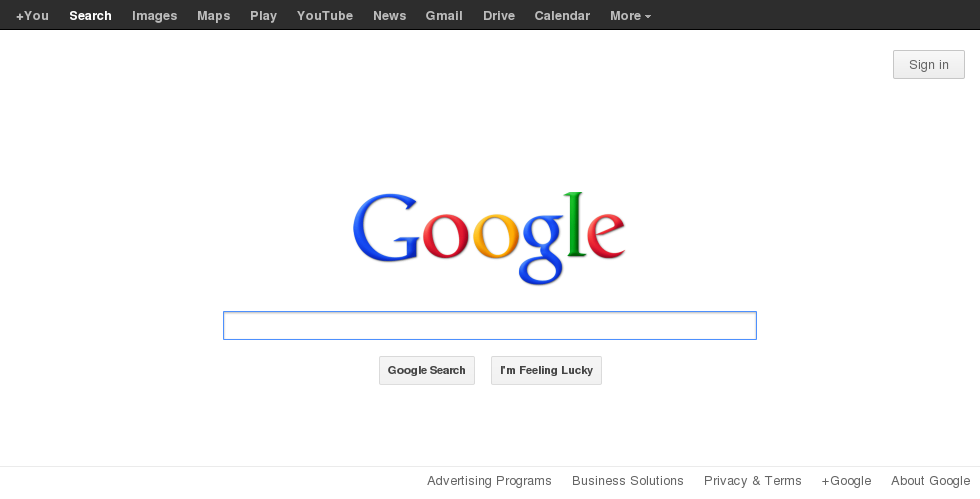 +You Search Images Maps Play YouTube News Gmail Drive Calendar More
Sign in
Google
Google Search I'm Feeling Lucky
Advertising Programs Business Solutions Privacy & Terms +Google About Google